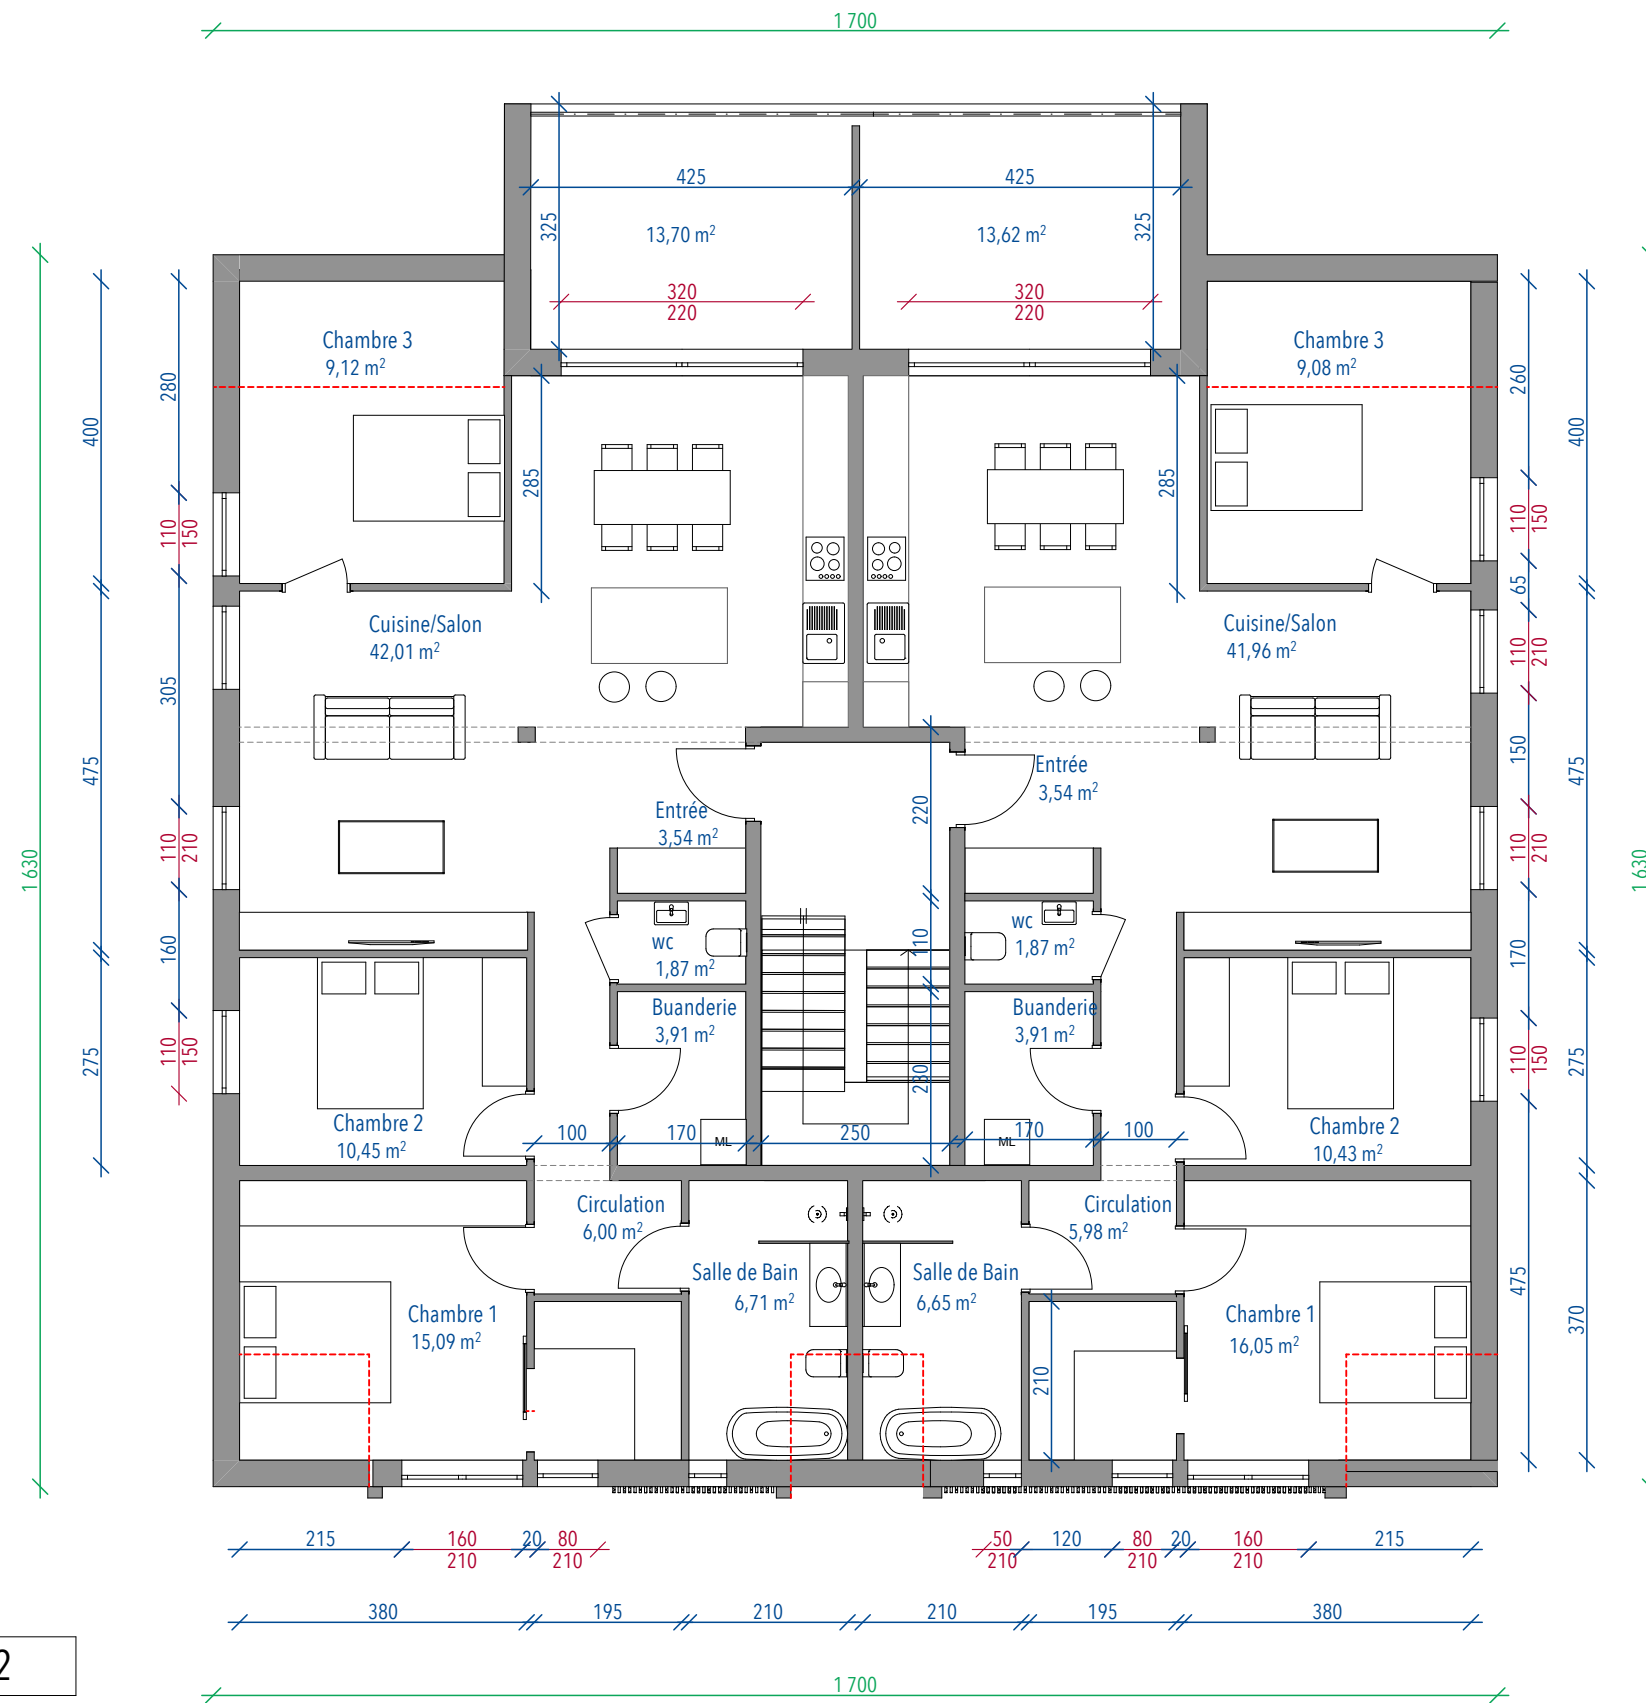 1 700
425
425
325
325
13,70 m²
13,62 m²
320
220
320
220
Chambre 3
9,12 m²
Chambre 3
9,08 m²
280
260
400
400
285
285
110
150
110
150
65
Cuisine/Salon
42,01 m²
Cuisine/Salon
41,96 m²
110
210
305
475
150
475
Entrée
3,54 m²
Entrée
3,54 m²
220
110
210
110
210
1 630
1 630
160
170
wc
1,87 m²
110
wc
1,87 m²
Buanderie
3,91 m²
Buanderie
3,91 m²
110
150
275
230
110
150
275
Chambre 2
10,45 m²
Chambre 2
10,43 m²
100
170
ML
250
170
ML
100
Circulation
6,00 m²
Circulation
5,98 m²
Salle de Bain
6,71 m²
Salle de Bain
6,65 m²
475
Chambre 1
15,09 m²
Chambre 1
16,05 m²
370
210
215
160
210
20
80
210
50
210
120
80
210
20
160
210
215
380
195
210
210
195
380
2
1 700